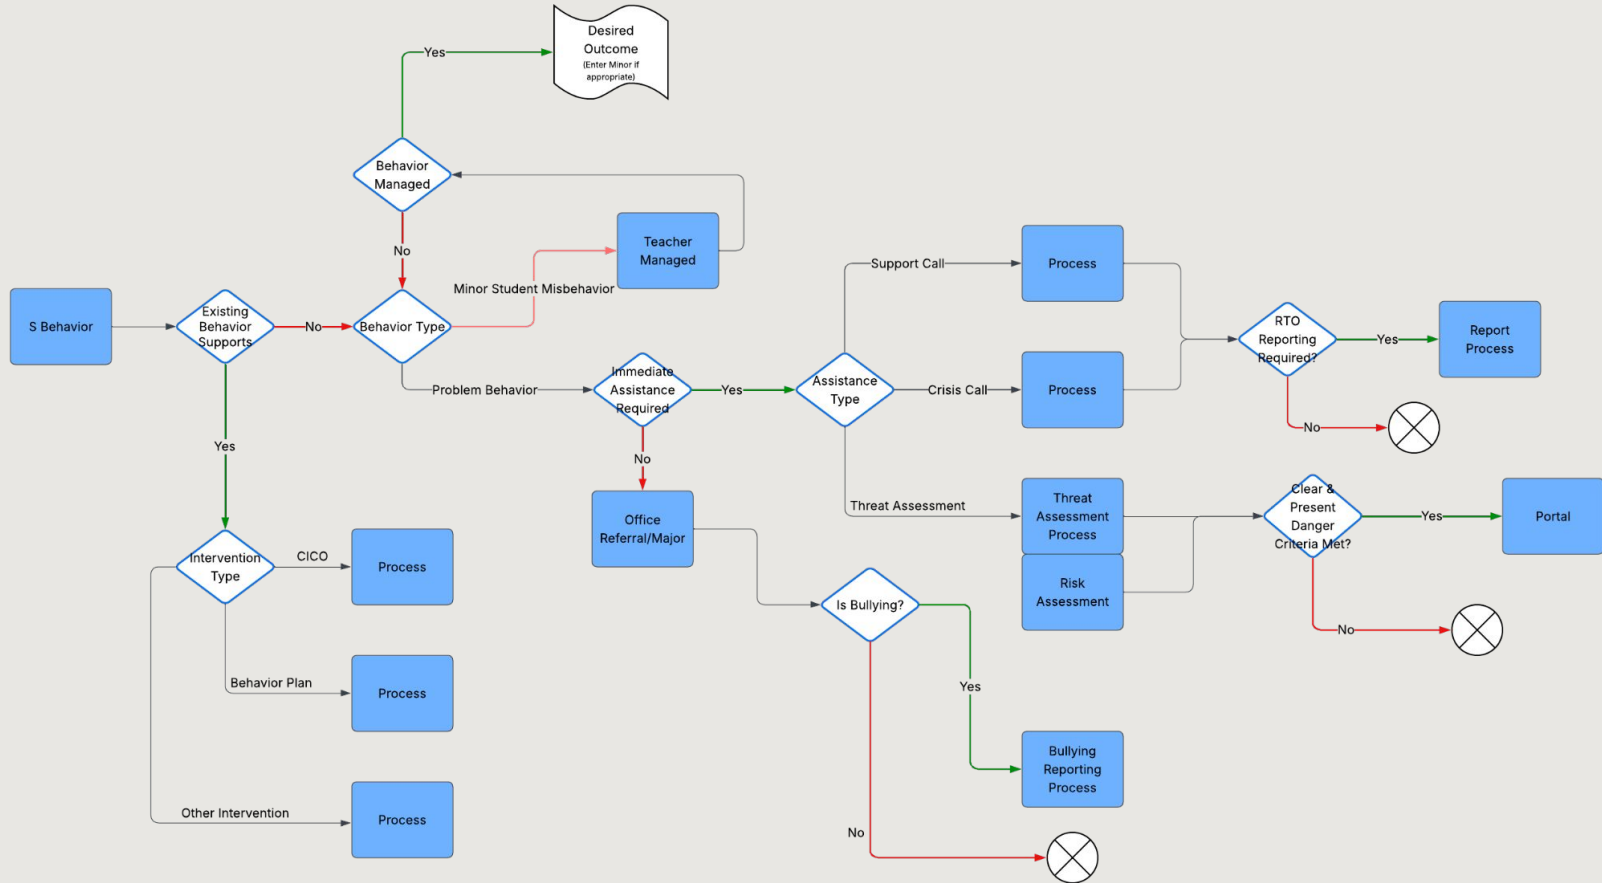 Desired
Outcome
(Enter Minor if
appropriate)
Yes
Behavior
Managed
No
Teacher
Managed
Minor Student Misbehavior
S Behavior
Existing
Behavior
Supports
No
Behavior Type
Yes
Problem Behavior
Immediate
Assistance
Required
Yes
Assistance
Type
Support Call
Process
Crisis Call
Process
RTO
Reporting
Required?
Yes
Report
Process
No
No
Office
Referral/Major
Threat Assessment
Threat
Assessment
Process
Risk
Assessment
Clear &
Present
Danger
Criteria Met?
Yes
Portal
No
Intervention
Type
CICO
Process
Behavior Plan
Process
Other Intervention
Process
Is Bullying?
Yes
Bullying
Reporting
Process
No